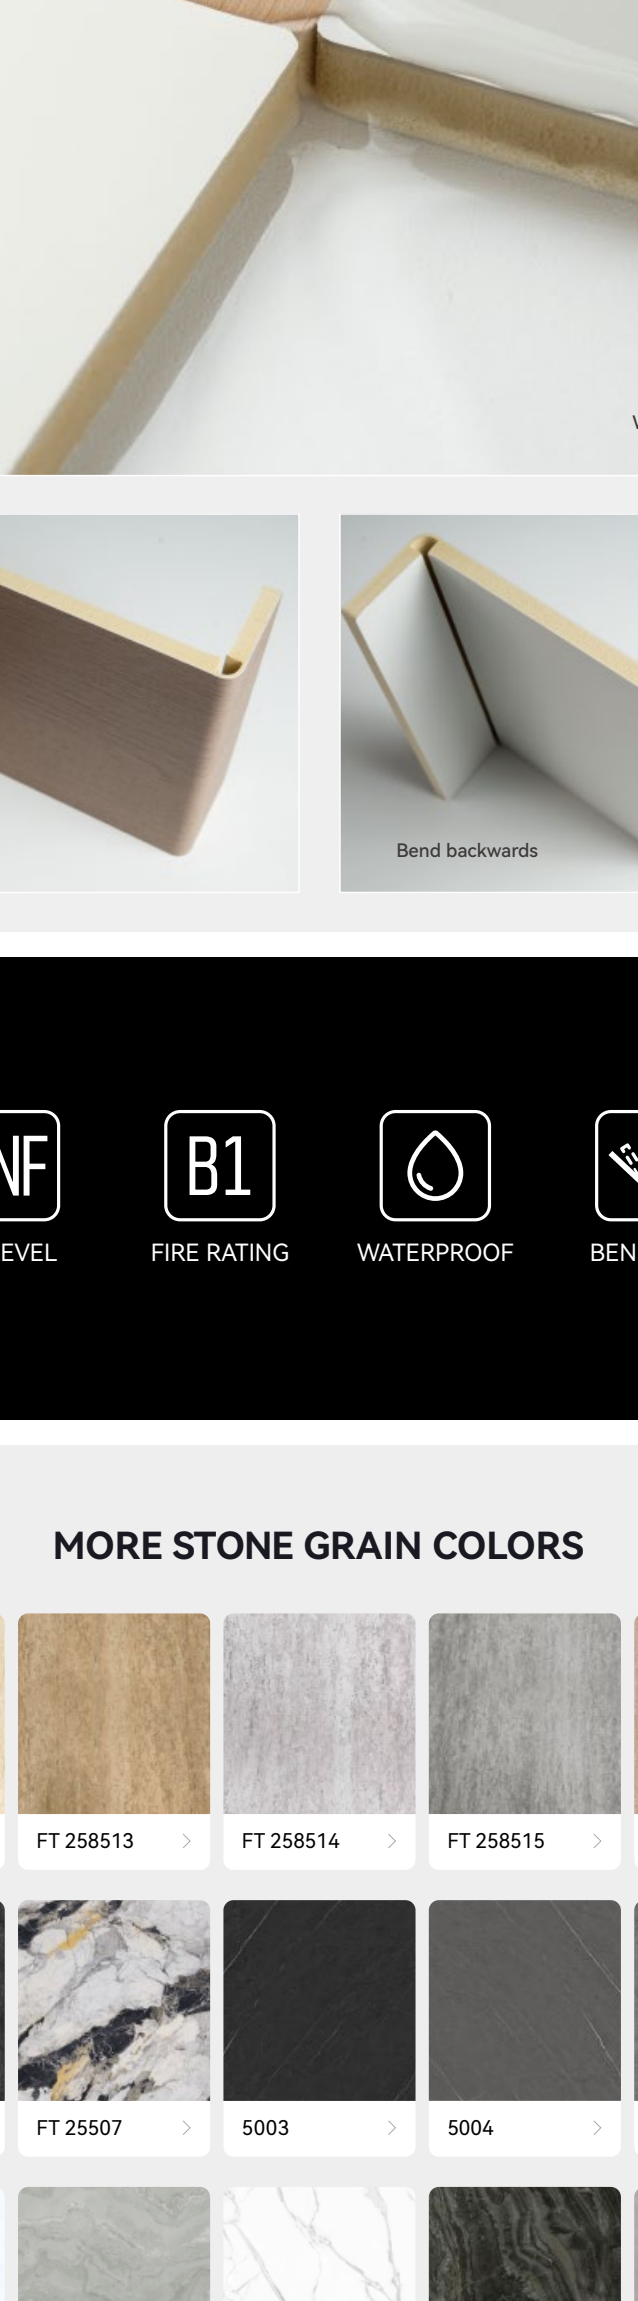 Bend backwards
NF
B1
EVEL
FIRE RATING
WATERPROOF
BEN
MORE STONE GRAIN COLORS
FT 258513
FT 258514
FT 258515
FT 25507
5003
5004